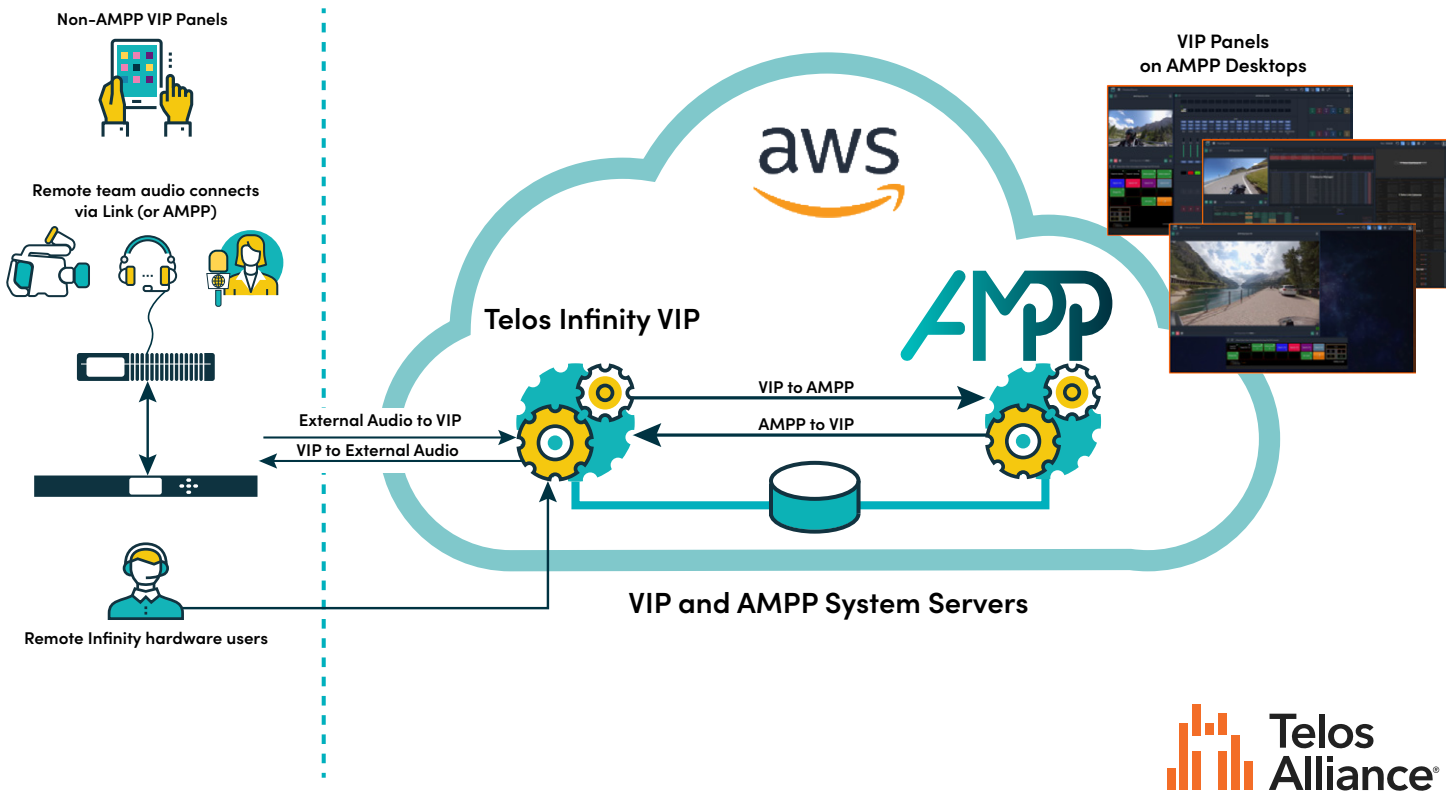 Non-AMPP VIP Panels
VIP Panels
on AMPP Desktops
aws
Remote team audio connects
via Link (or AMPP)
Telos Infinity VIP
AMPP
VIP to AMPP
External Audio to VIP
AMPP to VIP
VIP to External Audio
VIP and AMPP System Servers
Remote Infinity hardware users
Telos
Alliance®